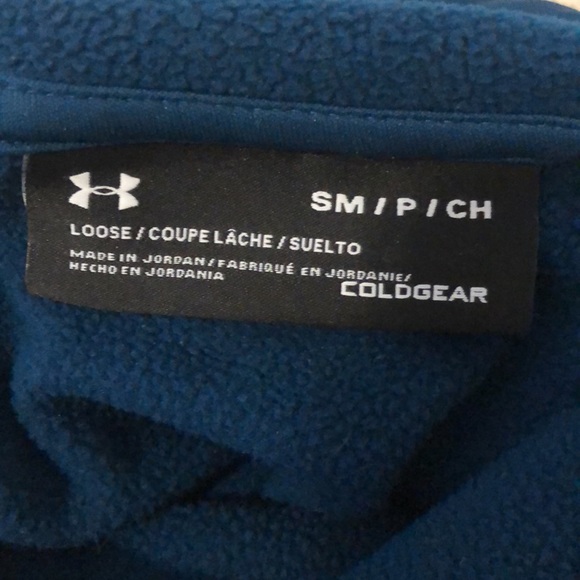 SM / P / CH
LOOSE / COUPE LÂCHE / SUELTO
MADE IN JORDAN / FABRIQUÉ EN JORDANIE /
HECHO EN JORDANIA
COLDGEAR